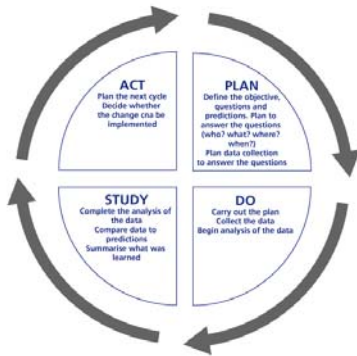 ACT
Plan the next cycle
Decide whether
the change cna be
implemented
PLAN
Define the objective,
questions and
predictions. Plan to
answer the questions
(who? what? where?
when?)
Plan data collection
to answer the questions
STUDY
Complete the analysis of
the data
Compare data to
predictions
Summarise what was
learned
DO
Carry out the plan
Collect the data
Begin analysis of the data